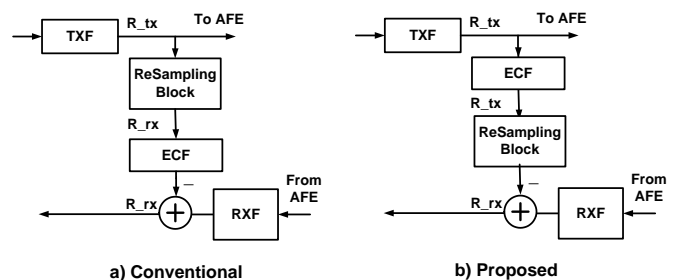 R_tx
To AFE
TXF
ReSampling
Block
R_rx
ECF
–
From
AFE
R_rx
+
RXF
a) Conventional
R_tx
To AFE
TXF
ECF
R_tx
ReSampling
Block
–
From
AFE
R_rx
+
RXF
b) Proposed